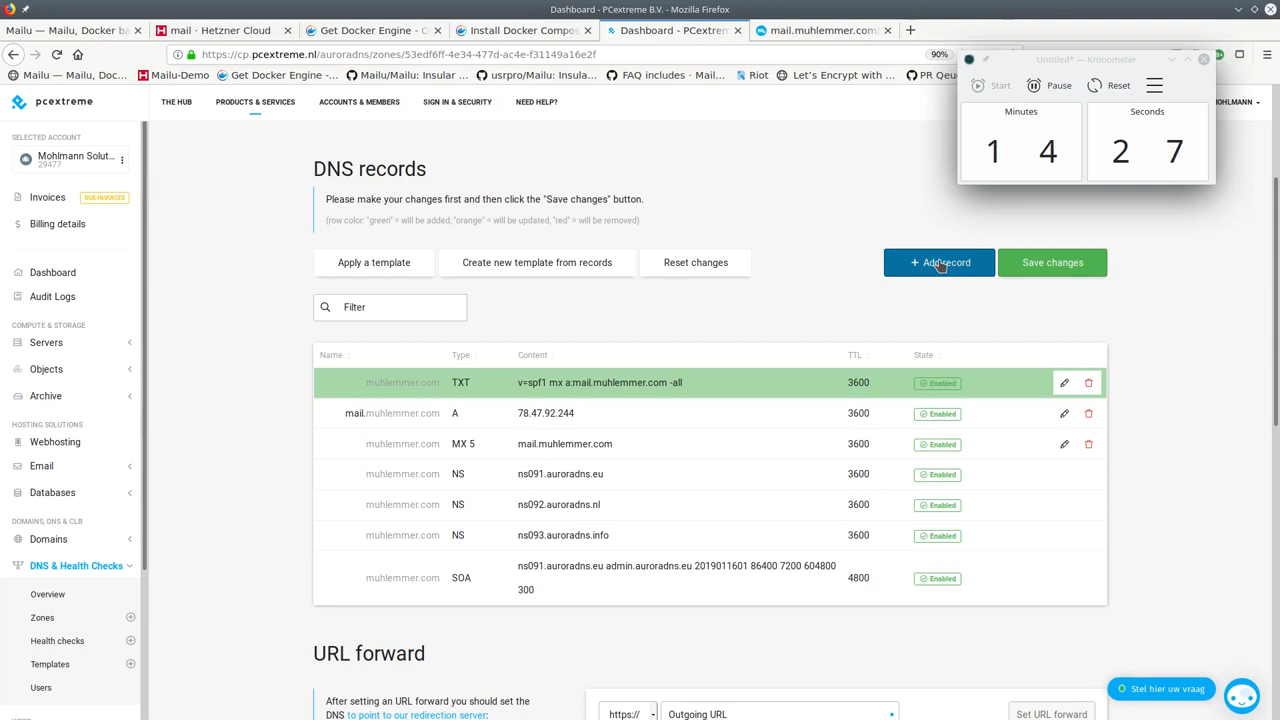 Dashboard - PCextreme B.V. - Mozilla Firefox
Mailu — Mailu, Docker ba
mail · Hetzner Cloud
Get Docker Engine - C
Install Docker Compos
Dashboard - PCextrem
mail.muhlemmer.com/
https://cp.pcextreme.nl/auroradns/zones/53edf6ff-4e34-477d-ac4e-f31149a16e2f
90%
Mailu — Mailu, Doc...
Mailu-Demo
Get Docker Engine -...
Mailu/Mailu: Insular ...
usrpro/Mailu: Insula...
FAQ includes · Mail...
Riot
Let's Encrypt — C
PR Qeu
Untitled* — Kronometer
Start
Pause
Reset
Minutes
Seconds
1 4
2 7
pcextreme
THE HUB
PRODUCTS & SERVICES
ACCOUNTS & MEMBERS
SIGN IN & SECURITY
NEED HELP?
OHLMANN
SELECTED ACCOUNT
Mohlmann Solut...
29477
Invoices
DUE INVOICES
Billing details
Dashboard
Audit Logs
COMPUTE & STORAGE
Servers
Objects
Archive
HOSTING SOLUTIONS
Webhosting
Email
Databases
DOMAINS, DNS & CLB
Domains
DNS & Health Checks
Overview
Zones
Health checks
Templates
Users
DNS records
Please make your changes first and then click the "Save changes" button.
(row color: "green" = will be added, "orange" = will be updated, "red" = will be removed)
Apply a template
Create new template from records
Reset changes
+ Add record
Save changes
Filter
Name Type Content TTL State
muhlemmer.com TXT v=spf1 mx a:mail.muhlemmer.com -all 3600 Enabled
mail.muhlemmer.com A 78.47.92.244 3600 Enabled
muhlemmer.com MX 5 mail.muhlemmer.com 3600 Enabled
muhlemmer.com NS ns091.auroradns.eu 3600 Enabled
muhlemmer.com NS ns092.auroradns.nl 3600 Enabled
muhlemmer.com NS ns093.auroradns.info 3600 Enabled
muhlemmer.com SOA ns091.auroradns.eu admin.auroradns.eu 2019011601 86400 7200 604800 300 4800 Enabled
URL forward
After setting an URL forward you should set the
DNS to point to our redirection server:
https://
Outgoing URL
Set URL forward
Stel hier uw vraag